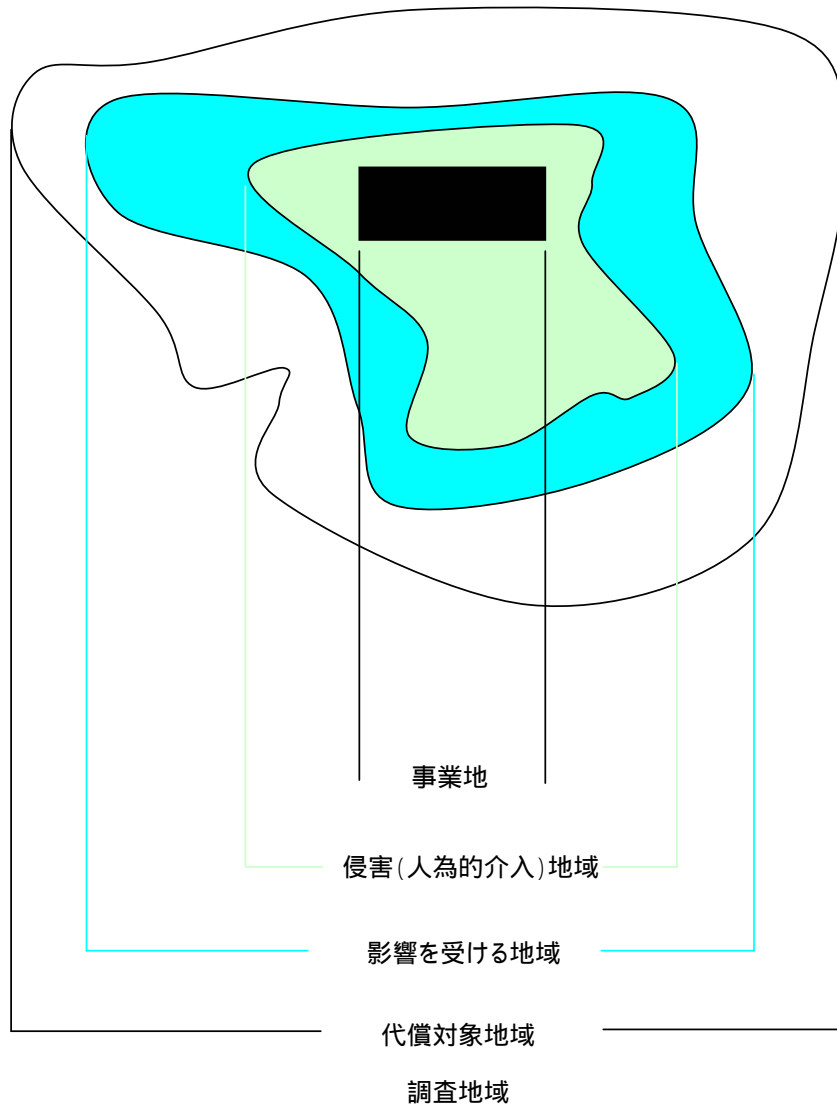 事業地
侵害(人為的介入)地域
影響を受ける地域
代償対象地域
調査地域